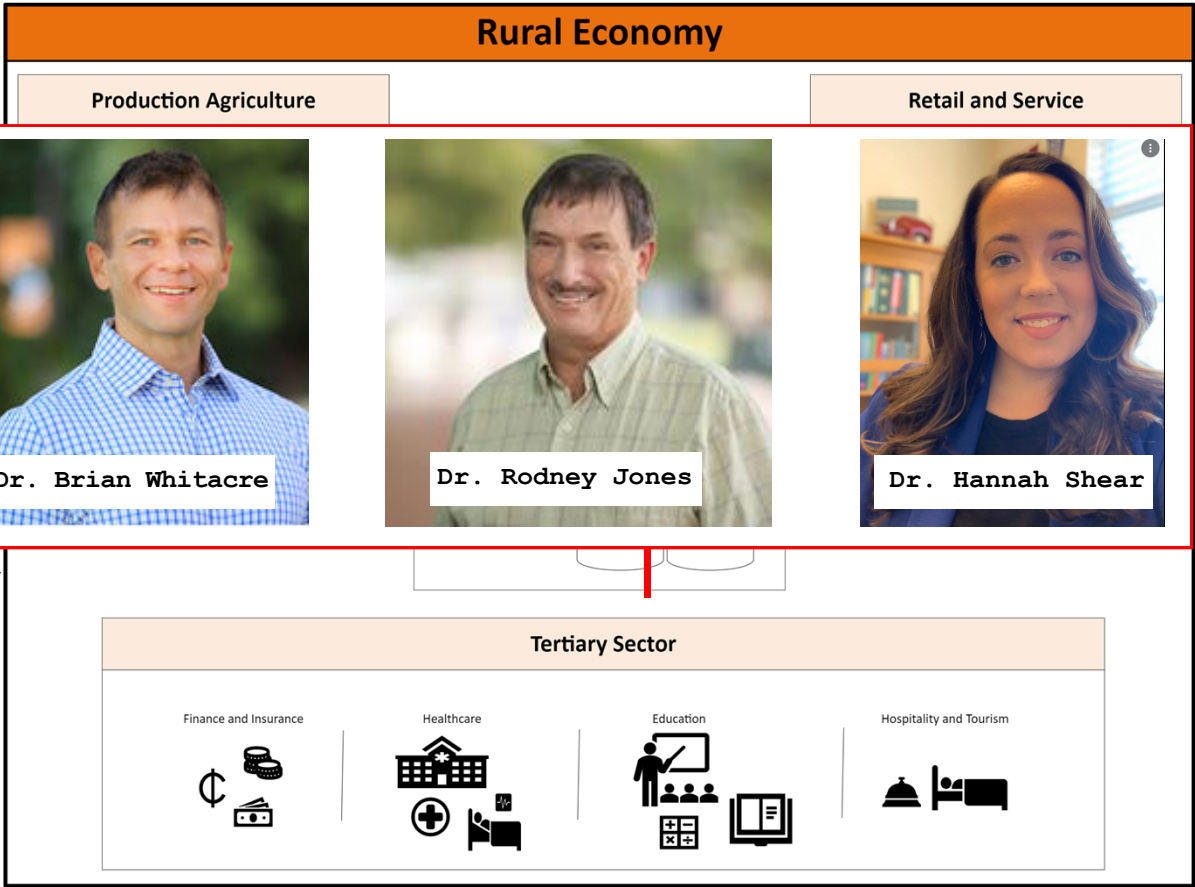 Rural Economy
Production Agriculture
Retail and Service
Dr. Brian Whitacre
Dr. Rodney Jones
Dr. Hannah Shear
Tertiary Sector
Finance and Insurance
Healthcare
Education
Hospitality and Tourism